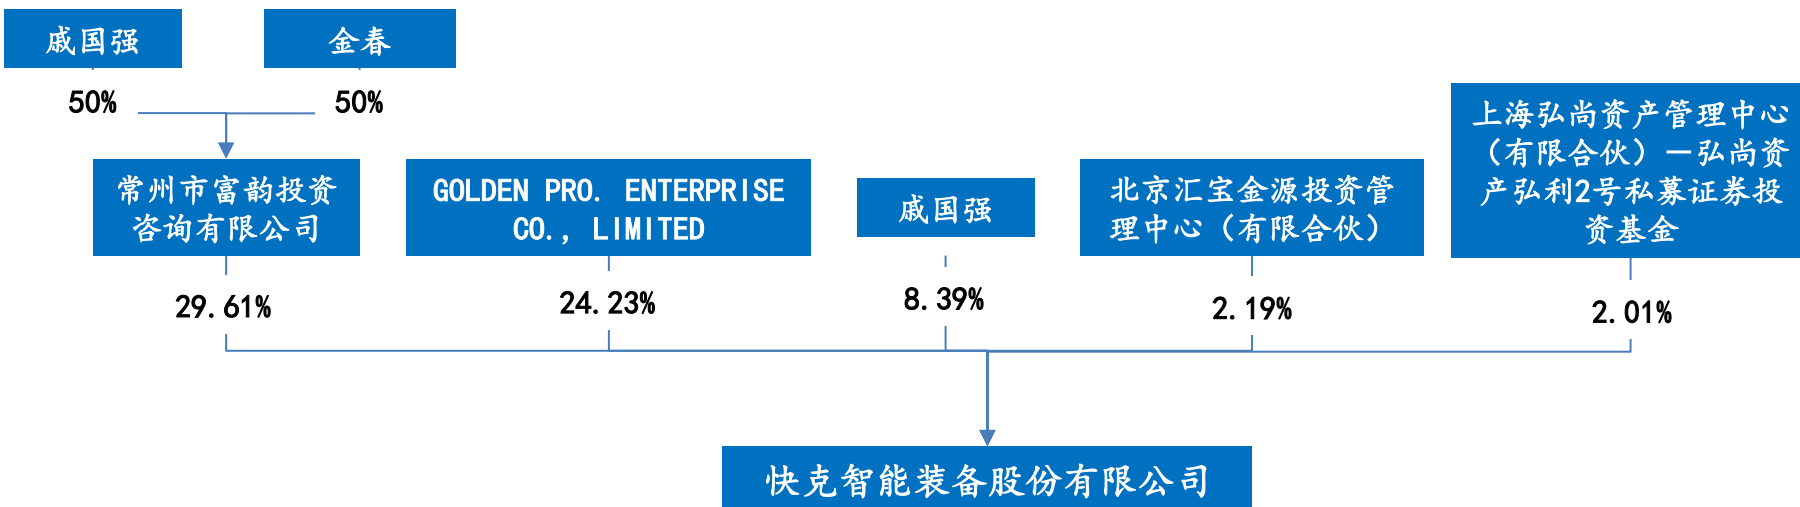 戚国强
金春
50%
50%
常州市富韵投资
咨询有限公司
GOLDEN PRO. ENTERPRISE
CO., LIMITED
戚国强
北京汇宝金源投资管
理中心（有限合伙）
上海弘尚资产管理中心
（有限合伙）－弘尚资
产弘利2号私募证券投
资基金
29.61%
24.23%
8.39%
2.19%
2.01%
快克智能装备股份有限公司